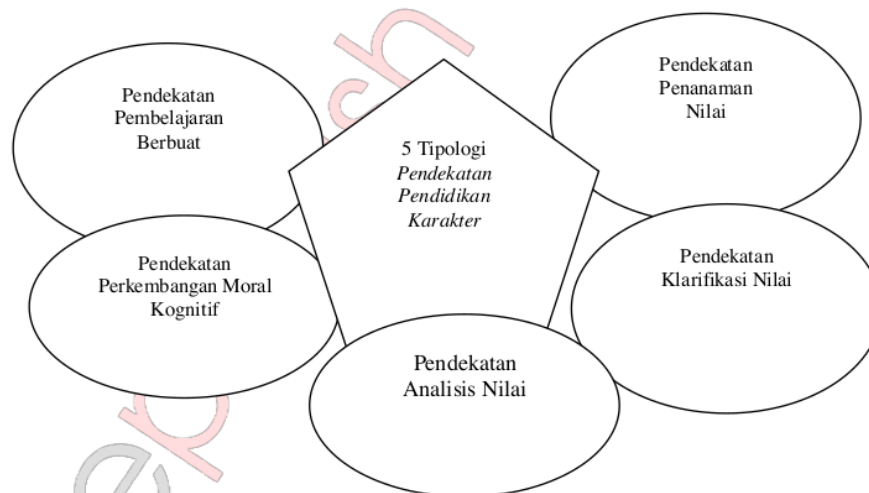 Pendekatan
Pembelajaran
Berbuat
5 Tipologi
Pendekatan
Pendidikan
Karakter
Pendekatan
Penanaman
Nilai
Pendekatan
Perkembangan Moral
Kognitif
Pendekatan
Klarifikasi Nilai
Pendekatan
Analisis Nilai